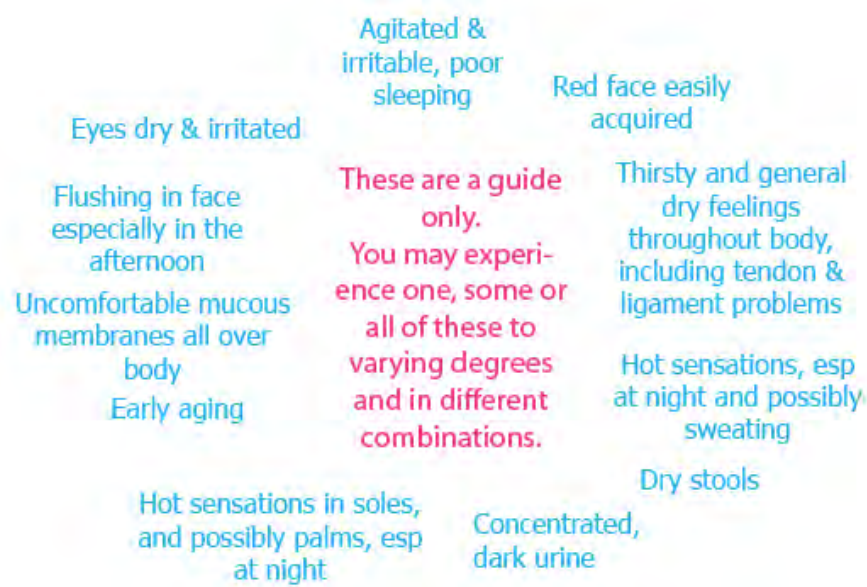 Agitated &
irritable, poor
sleeping
Red face easily
acquired
Eyes dry & irritated
These are a guide
only.
You may experi-
ence one, some or
all of these to
varying degrees
and in different
combinations.
Thirsty and general
dry feelings
throughout body,
including tendon &
ligament problems
Flushing in face
especially in the
afternoon
Uncomfortable mucous
membranes all over
body
Early aging
Hot sensations, esp
at night and possibly
sweating
Dry stools
Hot sensations in soles,
and possibly palms, esp
at night
Concentrated,
dark urine